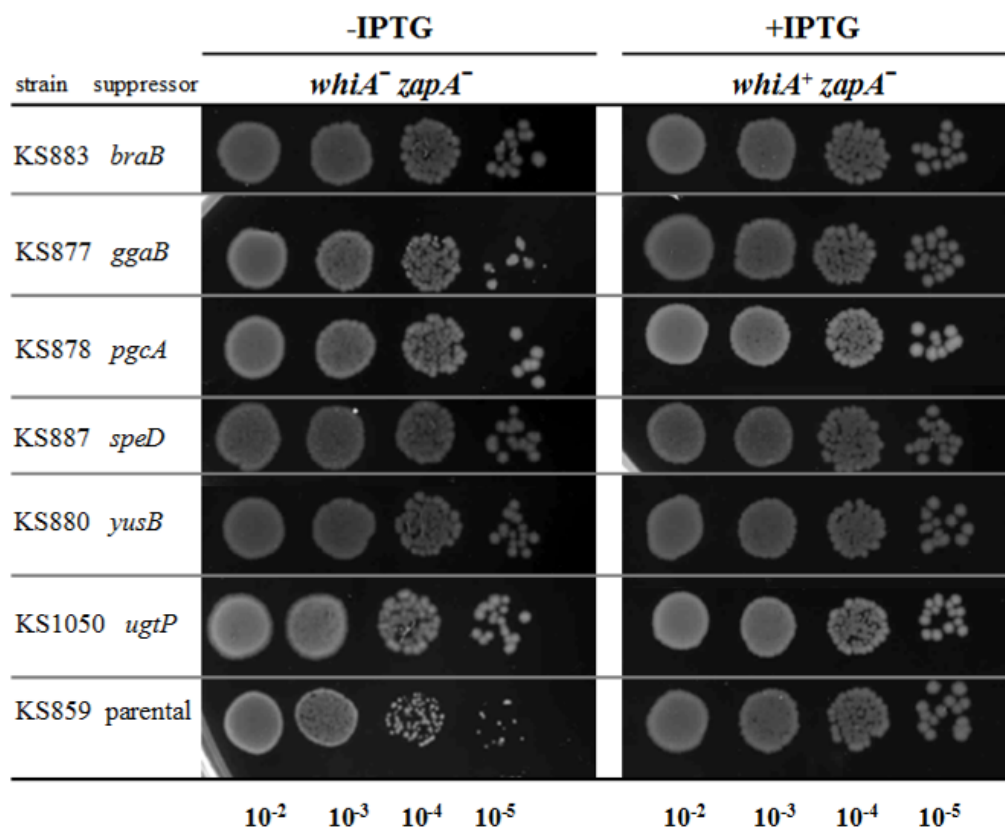 -IPTG +IPTG
strain suppressor whiA⁻ zapA⁻ whiA⁺ zapA⁻
KS883 braB
KS877 ggaB
KS878 pgcA
KS887 speD
KS880 yusB
KS1050 ugtP
KS859 parental
10⁻² 10⁻³ 10⁻⁴ 10⁻⁵ 10⁻² 10⁻³ 10⁻⁴ 10⁻⁵